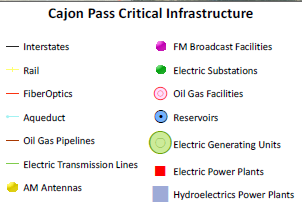 Cajon Pass Critical Infrastructure
Interstates
Rail
FiberOptics
Aqueduct
Oil Gas Pipelines
Electric Transmission Lines
AM Antennas
FM Broadcast Facilities
Electric Substations
Oil Gas Facilities
Reservoirs
Electric Generating Units
Electric Power Plants
Hydroelectrics Power Plants